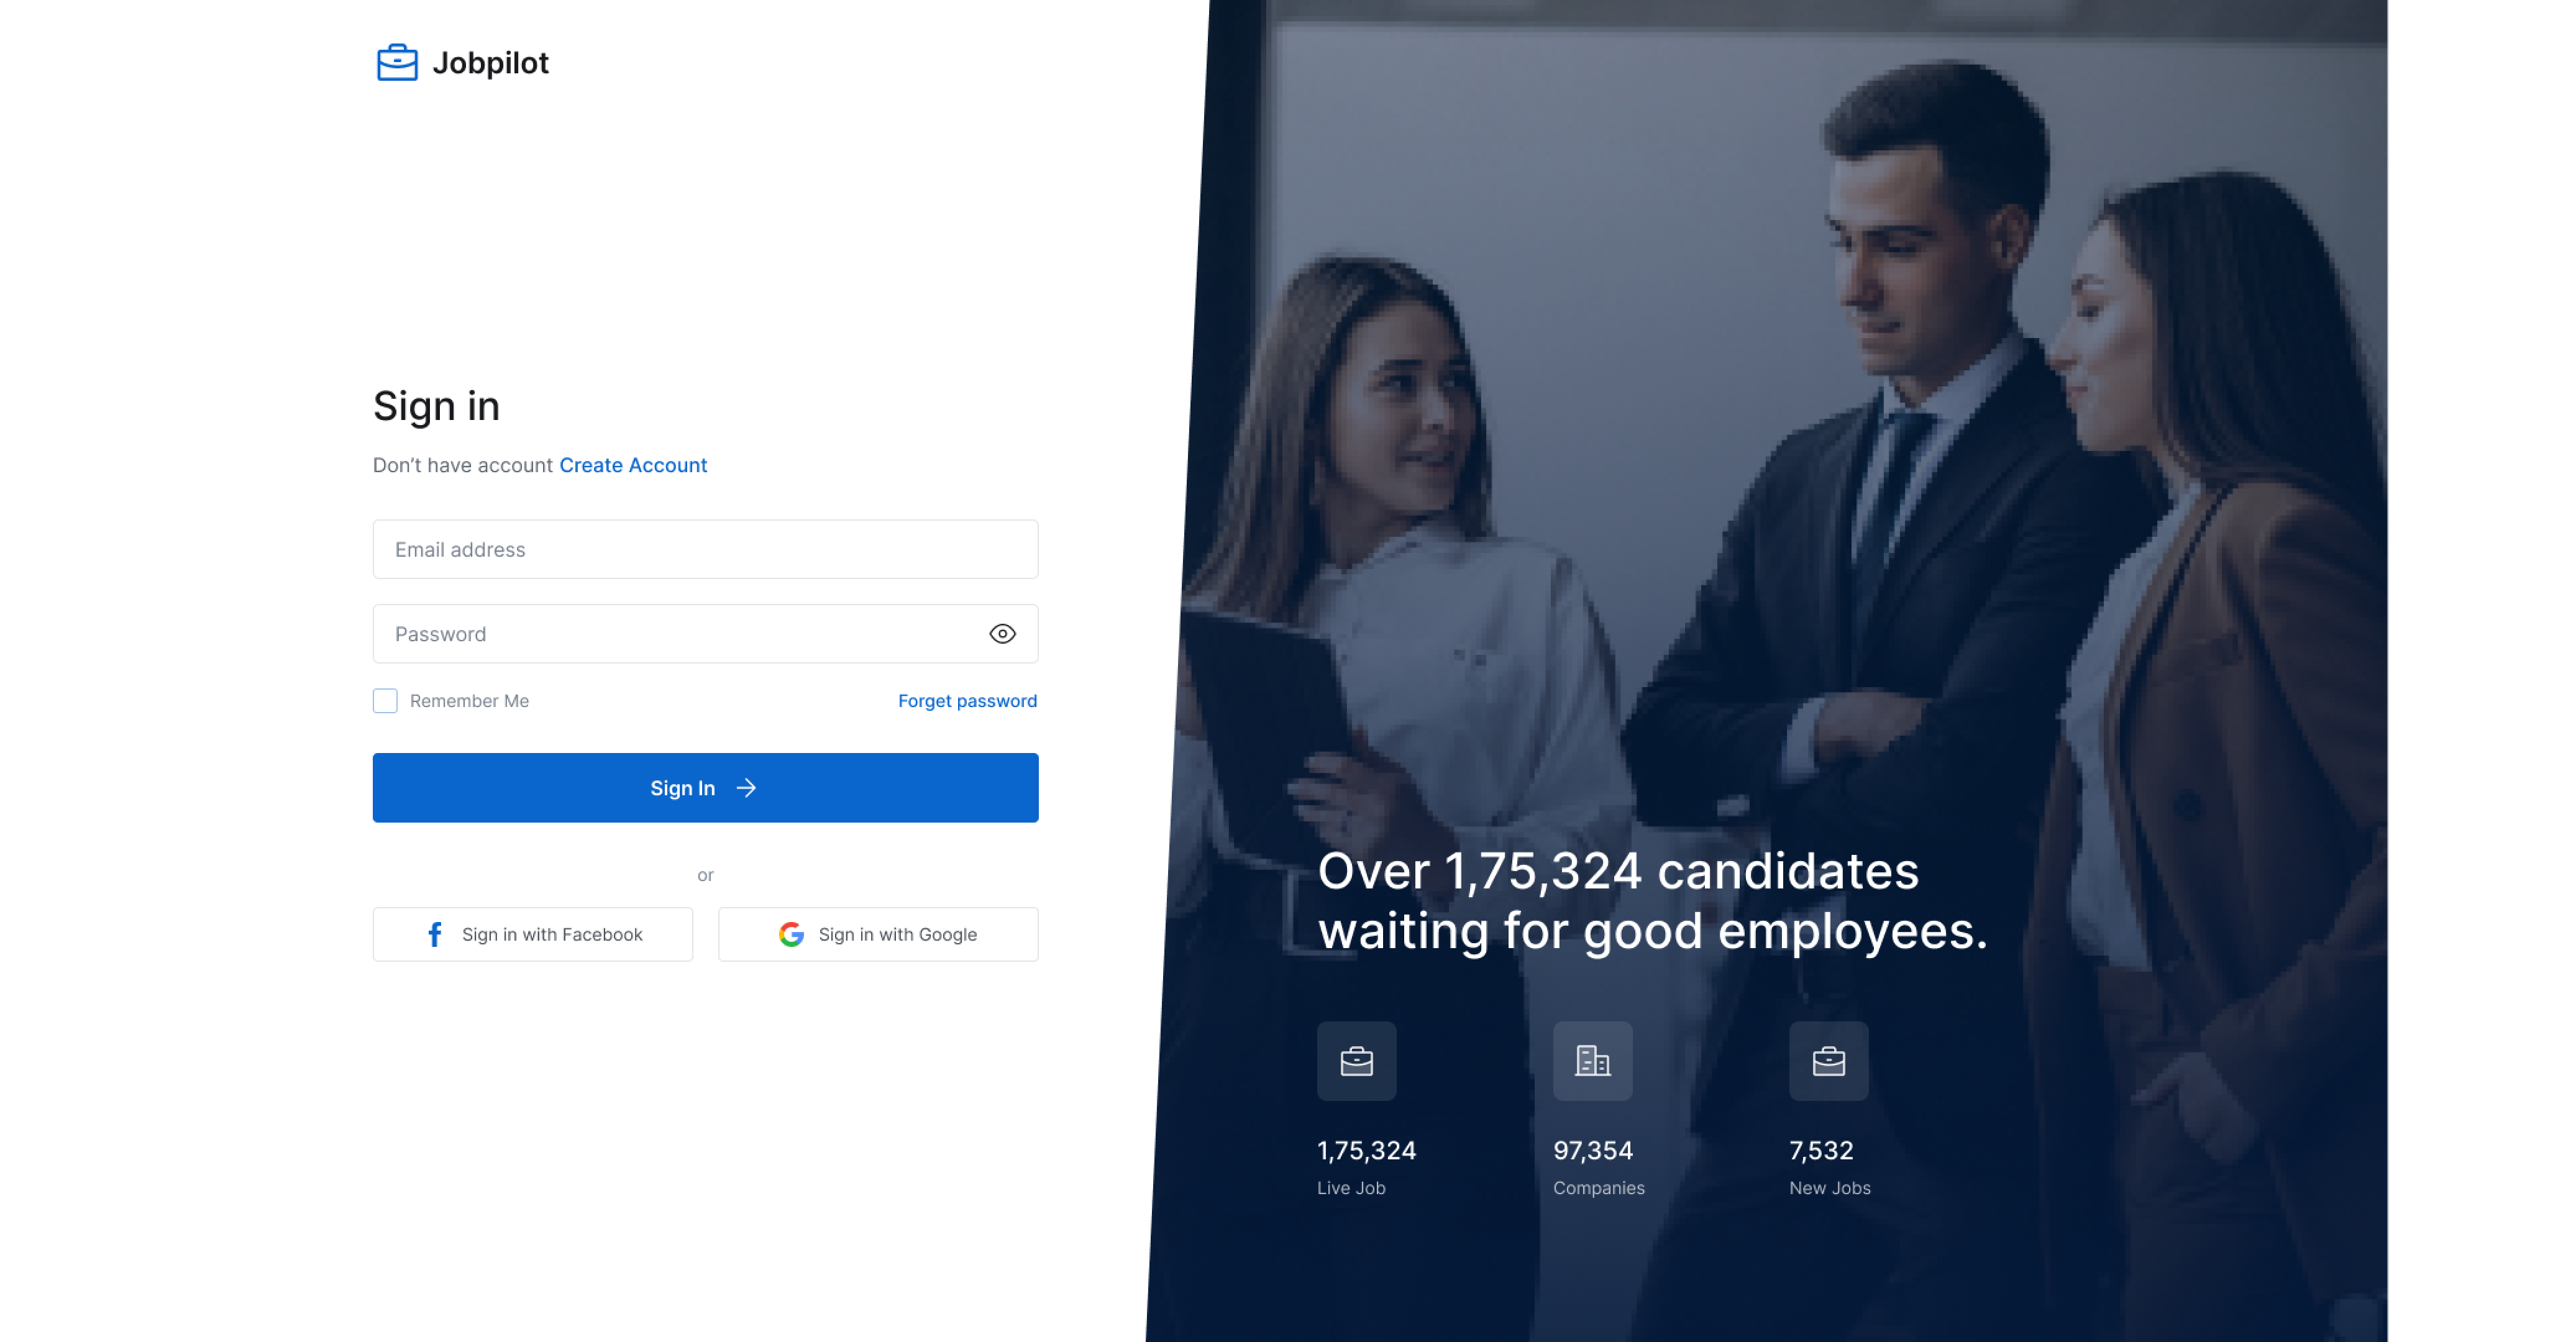 Jobpilot
Sign in
Don’t have account Create Account
Email address
Password
Remember Me
Forget password
Sign In
or
Sign in with Facebook
Sign in with Google
Over 1,75,324 candidates
waiting for good employees.
1,75,324
Live Job
97,354
Companies
7,532
New Jobs